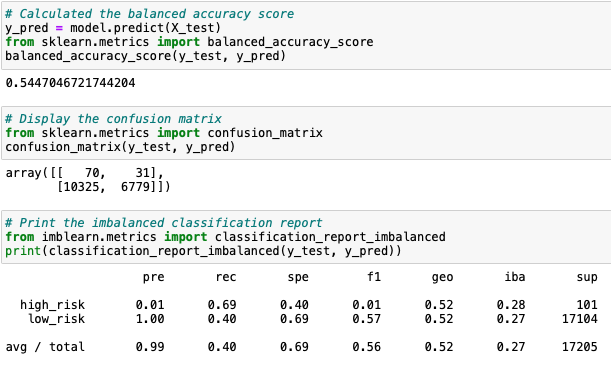 # Calculated the balanced accuracy score
y_pred = model.predict(X_test)
from sklearn.metrics import balanced_accuracy_score
balanced_accuracy_score(y_test, y_pred)
0.5447046721744204
# Display the confusion matrix
from sklearn.metrics import confusion_matrix
confusion_matrix(y_test, y_pred)
array([[   70,    31],
       [10325,  6779]])
# Print the imbalanced classification report
from imblearn.metrics import classification_report_imbalanced
print(classification_report_imbalanced(y_test, y_pred))
pre rec spe f1 geo iba sup
high_risk 0.01 0.69 0.40 0.01 0.52 0.28 101
low_risk 1.00 0.40 0.69 0.57 0.52 0.27 17104
avg / total 0.99 0.40 0.69 0.56 0.52 0.27 17205